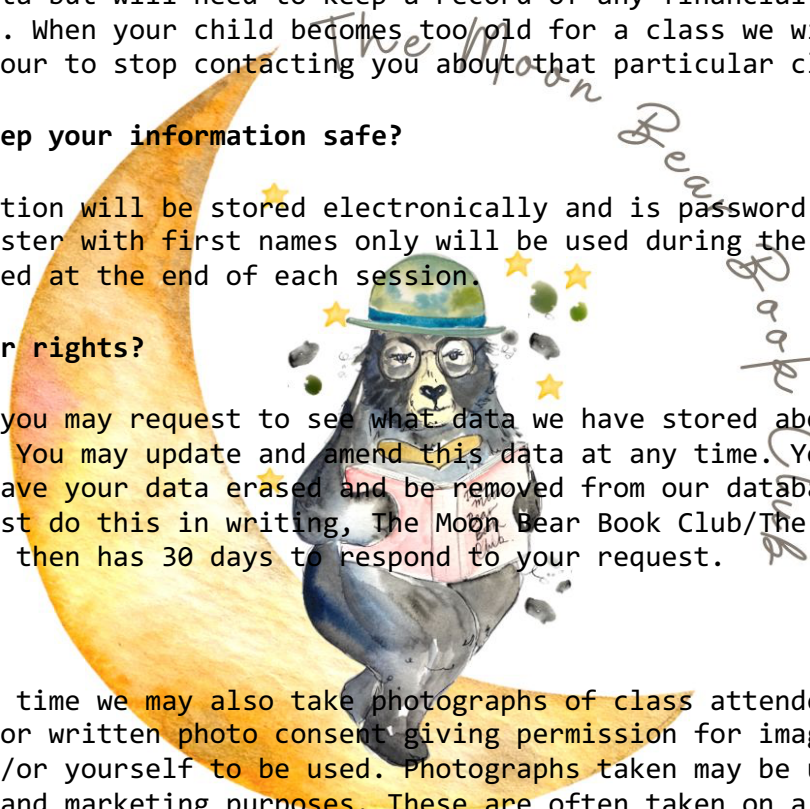 ta but will need to keep a record of any financial
. When your child becomes too old for a class we wi
our to stop contacting you about that particular cl
ep your information safe?
tion will be stored electronically and is password
ster with first names only will be used during the
ed at the end of each session.
r rights?
you may request to see what data we have stored abo
You may update and amend this data at any time. Yo
ave your data erased and be removed from our databa
st do this in writing, The Moon Bear Book Club/The
then has 30 days to respond to your request.
time we may also take photographs of class attende
or written photo consent giving permission for imag
/or yourself to be used. Photographs taken may be u
and marketing purposes. These are often taken on a
The Moon Bear Book Club
Moon
Bear
Book
Club